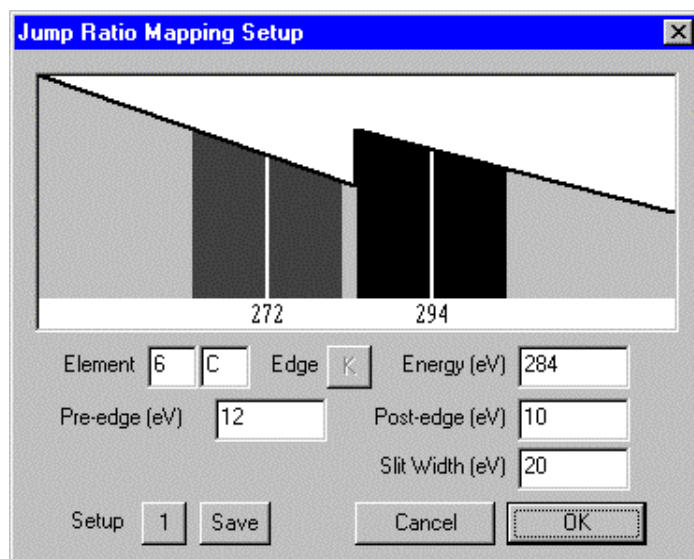 Jump Ratio Mapping Setup
272 294
Element 6 C Edge K Energy (eV) 284
Pre-edge (eV) 12 Post-edge (eV) 10
Slit Width (eV) 20
Setup 1 Save Cancel OK